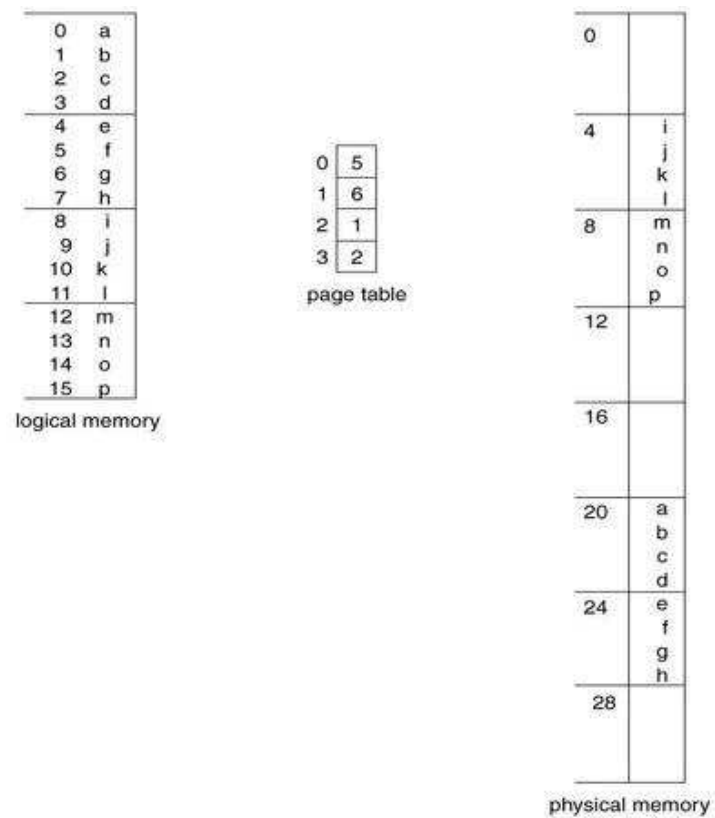 0 a
1 b
2 c
3 d
4 e
5 f
6 g
7 h
8 i
9 j
10 k
11 l
12 m
13 n
14 o
15 p
logical memory
0 5
1 6
2 1
3 2
page table
0
4 i
j
k
l
8 m
n
o
p
12
16
20 a
b
c
d
24 e
f
g
h
28
physical memory